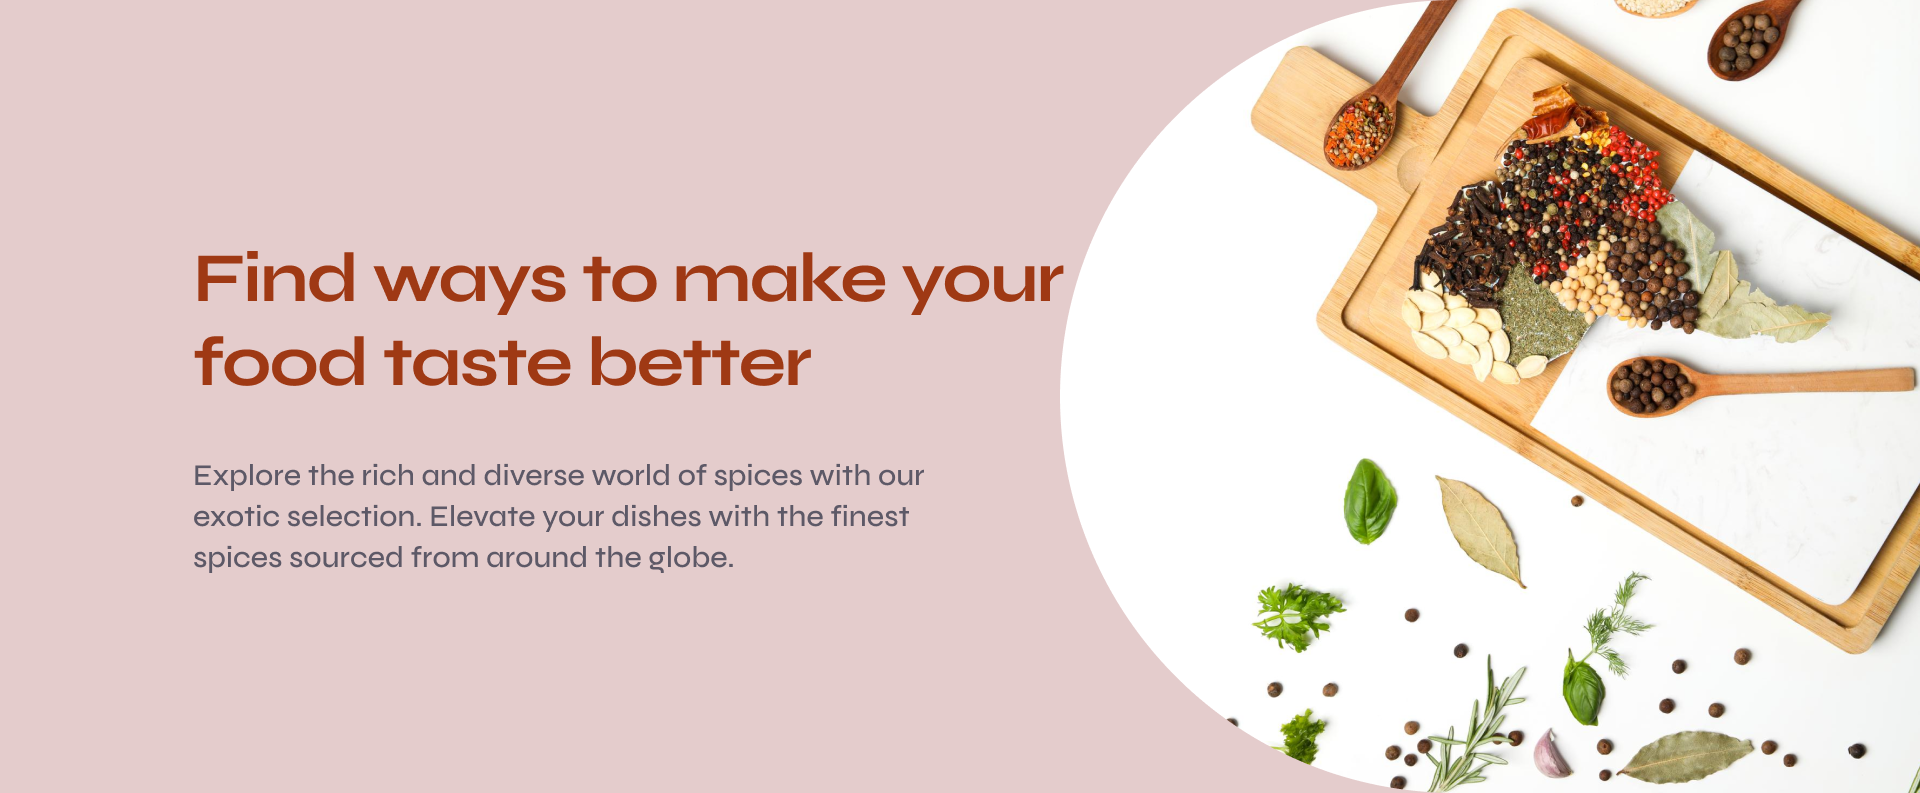 Find ways to make your
food taste better
Explore the rich and diverse world of spices with our
exotic selection. Elevate your dishes with the finest
spices sourced from around the globe.